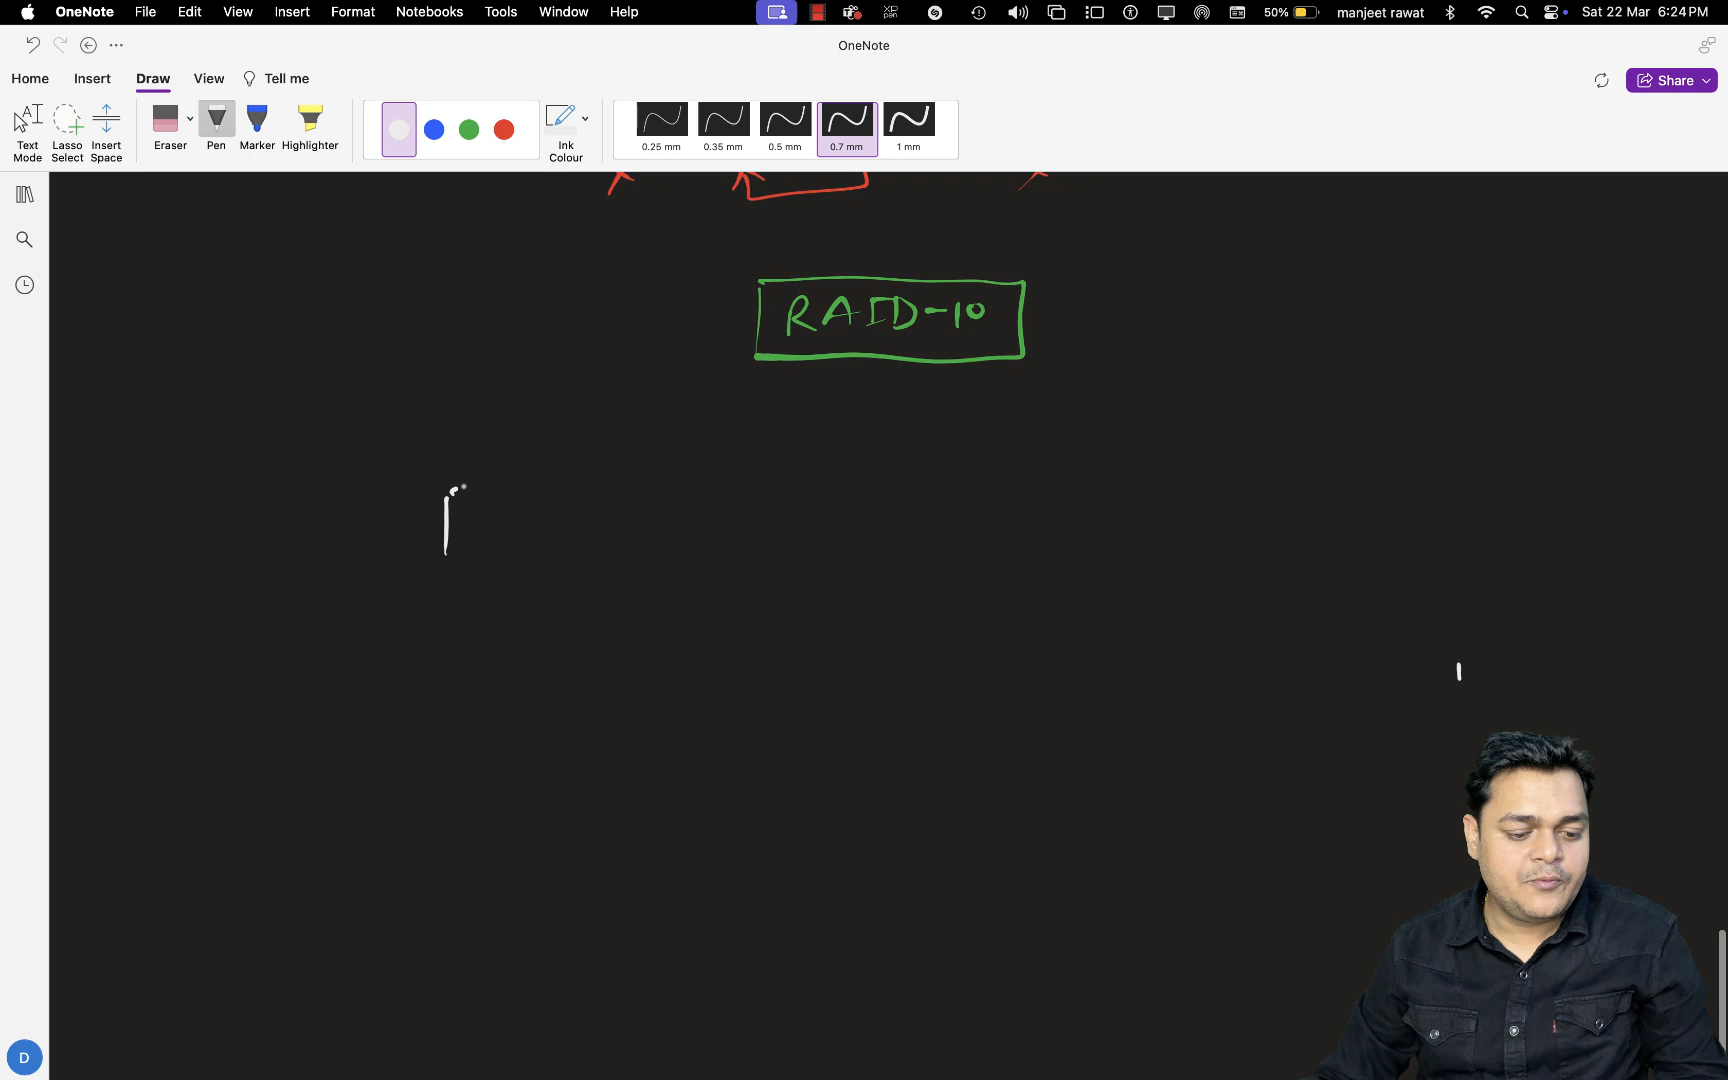 OneNote File Edit View Insert Format Notebooks Tools Window Help 50% manjeet rawat Sat 22 Mar 6:24 PM
OneNote
Home Insert Draw View Tell me Share
Text Mode
Lasso Select
Insert Space
Eraser
Pen
Marker
Highlighter
Ink Colour
0.25 mm
0.35 mm
0.5 mm
0.7 mm
1 mm
RAID-10
D